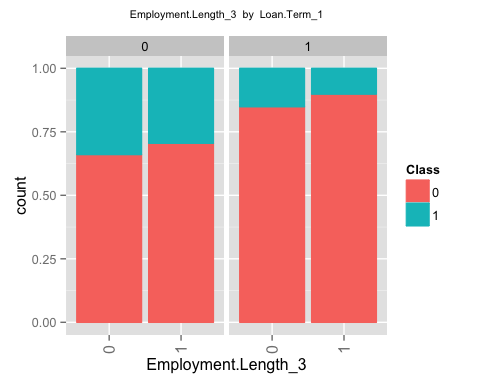 Employment.Length_3 by Loan.Term_1
0 1
1.00
0.75
0.50
0.25
0.00
count
0 1 0 1
Employment.Length_3
Class
0
1